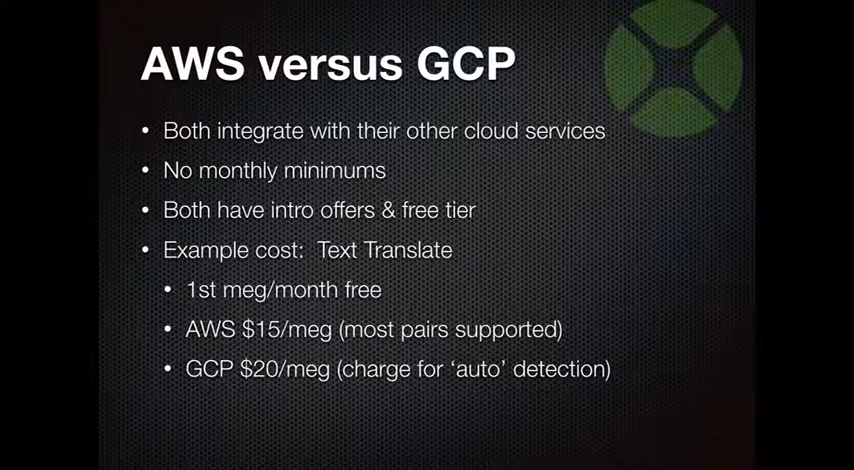 AWS versus GCP
• Both integrate with their other cloud services
• No monthly minimums
• Both have intro offers & free tier
• Example cost:  Text Translate
• 1st meg/month free
• AWS $15/meg (most pairs supported)
• GCP $20/meg (charge for ‘auto’ detection)